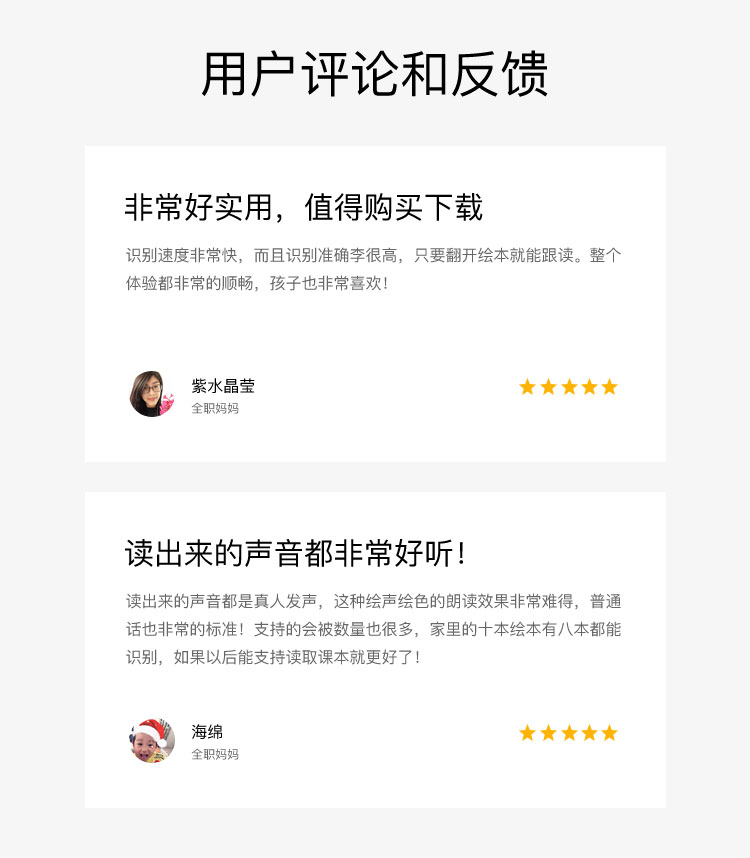 用户评论和反馈
非常好实用，值得购买下载
识别速度非常快，而且识别准确李很高，只要翻开绘本就能跟读。整个
体验都非常的顺畅，孩子也非常喜欢！
紫水晶莹
全职妈妈
读出来的声音都非常好听！
读出来的声音都是真人发声，这种绘声绘色的朗读效果非常难得，普通
话也非常的标准！支持的会被数量也很多，家里的十本绘本有八本都能
识别，如果以后能支持读取课本就更好了！
海绵
全职妈妈